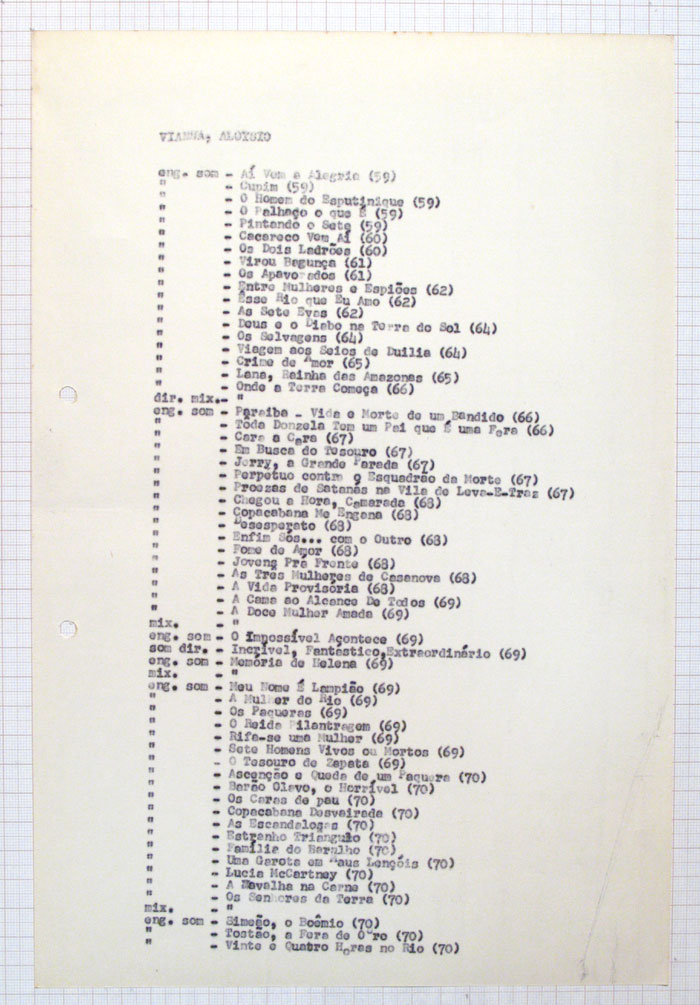 VIANNA, ALOYSIO
eng. som - Aí Vem a Alegria (59)
" - Cupim (59)
" - O Homem do Esputinique (59)
" - O Palhaço o que É (59)
" - Pintando o Sete (59)
" - Cacareco Vem Aí (60)
" - Os Dois Ladrões (60)
" - Virou Bagunça (61)
" - Os Apavorados (61)
" - Entre Mulheres e Espiões (62)
" - Esse Rio que Eu Amo (62)
" - As Sete Evas (62)
" - Deus e o Diabo na Terra do Sol (64)
" - Os Selvagens (64)
" - Viagem aos Seios de Duilia (64)
" - Crime de Amor (65)
" - Lana, Rainha das Amazonas (65)
" - Onde a Terra Começa (66)
dir. mix.- "
eng. som - Paraiba - Vida e Morte de um Bandido (66)
" - Toda Donzela Tem um Pai que É uma Fera (66)
" - Cara a Cara (67)
" - Em Busca do Tesouro (67)
" - Jerry, a Grande Parada (67)
" - Perpetuo contra o Esquadrão da Morte (67)
" - Proezas de Satanas na Vila de Leva-E-Traz (67)
" - Chegou a Hora, Camarada (68)
" - Copacabana Me Engana (68)
" - Desesperato (68)
" - Enfim Sós... com o Outro (68)
" - Fome de Amor (68)
" - Jovens Pra Frente (68)
" - As Tres Mulheres de Casanova (68)
" - A Vida Provisória (68)
" - A Cama ao Alcance De Todos (69)
" - A Doce Mulher Amada (69)
mix. - "
eng. som - O Impossível Acontece (69)
som dir. - Incrível, Fantastico,Extraordinário (69)
eng. som - Memória de Helena (69)
mix. - "
eng. som - Meu Nome É Lampião (69)
" - A Mulher do Rio (69)
" - Os Paqueras (69)
" - O Reida Pilantragem (69)
" - Rifa-se uma Mulher (69)
" - Sete Homens Vivos ou Mortos (69)
" - O Tesouro de Zapata (69)
" - Ascenção e Queda de um Paquera (70)
" - Barão Olavo, o Horrível (70)
" - Os Caras de pau (70)
" - Copacabana Desvairada (70)
" - As Escandalosas (70)
" - Estranho Triangulo (70)
" - Familia do Baralho (70)
" - Uma Garota em Maus Lençóis (70)
" - Lucia McCartney (70)
" - A Navalha na Carne (70)
" - Os Senhores da Terra (70)
mix. - "
eng. som - Simeão, o Boêmio (70)
" - Tostão, a Fera de Ouro (70)
" - Vinte e Quatro Horas no Rio (70)